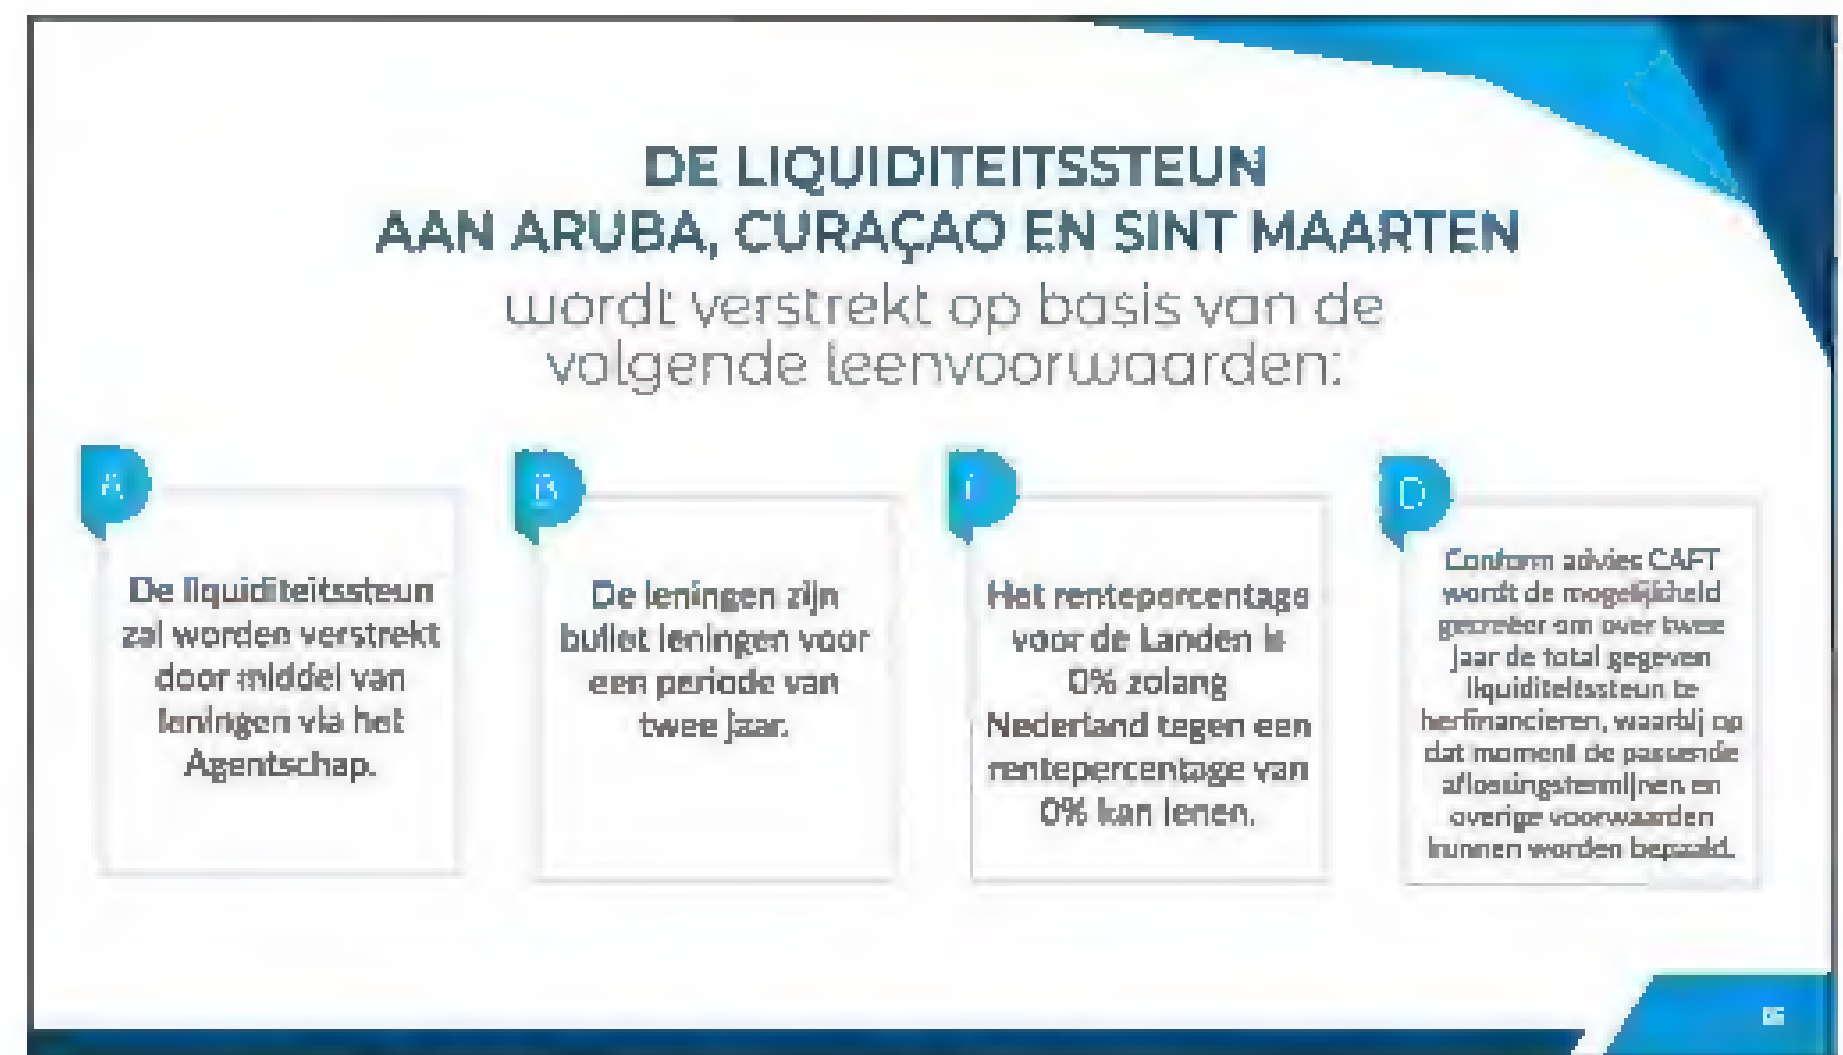 DE LIQUIDITEITSSTEUN
AAN ARUBA, CURAÇAO EN SINT MAARTEN
wordt verstrekt op basis van de
volgende leenvoorwaarden:
A
De liquiditeitssteun
zal worden verstrekt
door middel van
leningen via het
Agentschap.
B
De leningen zijn
bullet leningen voor
een periode van
twee jaar.
Het rentepercentage
voor de Landen is
0% zolang
Nederland tegen een
rentepercentage van
0% kan lenen.
D
Conform advies CAFT
wordt de mogelijkheid
om over twee
jaar de total gegeven
liquiditeitssteun te
herfinancieren, waarbij op
dat moment de passende
aflossingstermijnen en
overige voorwaarden
kunnen worden bepaald.